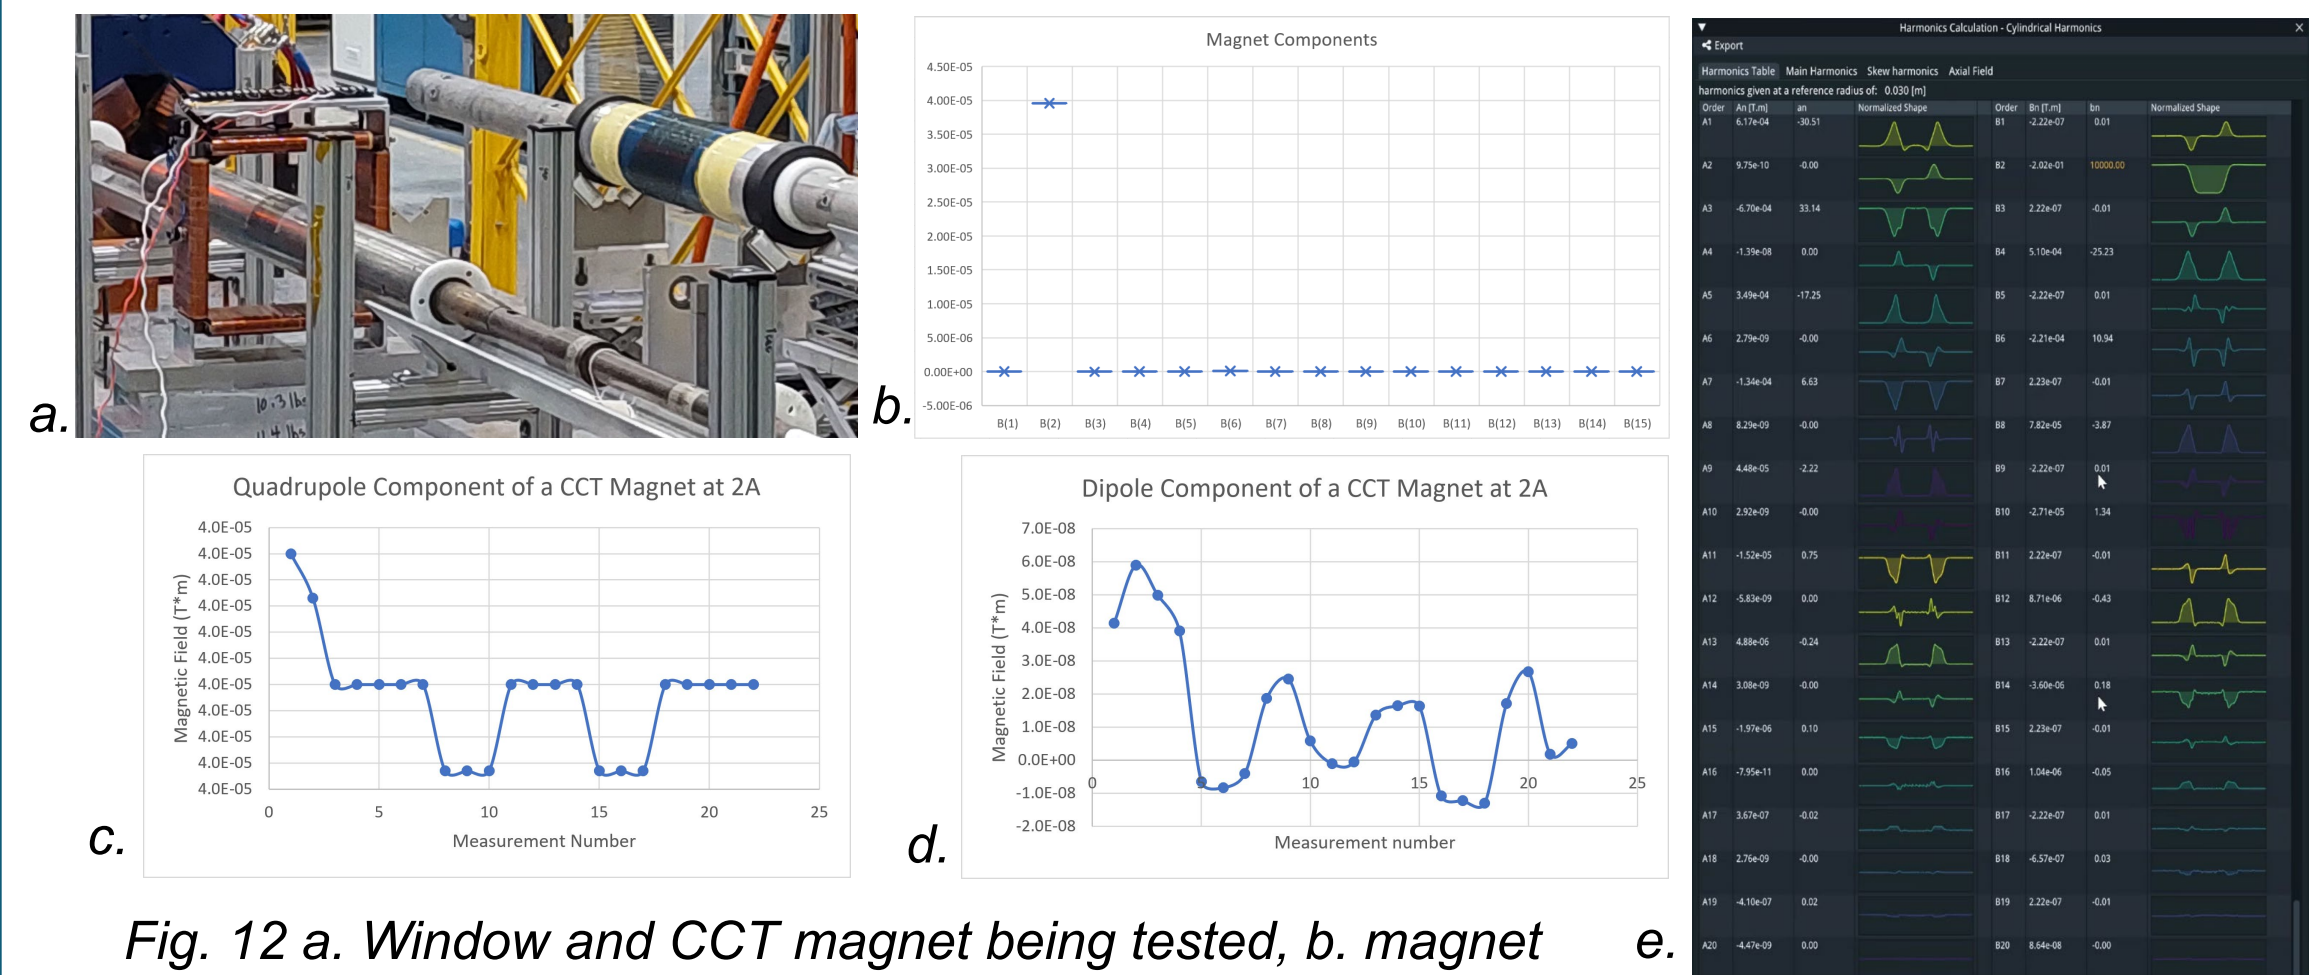 10.3 lbs
a.
Magnet Components
4.50E-05
4.00E-05
3.50E-05
3.00E-05
2.50E-05
2.00E-05
1.50E-05
1.00E-05
5.00E-06
0.00E+00
-5.00E-06
B(1) B(2) B(3) B(4) B(5) B(6) B(7) B(8) B(9) B(10) B(11) B(12) B(13) B(14) B(15)
b.
Quadrupole Component of a CCT Magnet at 2A
Magnetic Field (T*m)
4.0E-05
4.0E-05
4.0E-05
4.0E-05
4.0E-05
4.0E-05
4.0E-05
4.0E-05
4.0E-05
4.0E-05
4.0E-05
0 5 10 15 20 25
Measurement Number
c.
Dipole Component of a CCT Magnet at 2A
Magnetic Field (T*m)
7.0E-08
6.0E-08
5.0E-08
4.0E-08
3.0E-08
2.0E-08
1.0E-08
0.0E+00
-1.0E-08
-2.0E-08
0 5 10 15 20 25
Measurement number
d.
Harmonics Calculation - Cylindrical Harmonics
Export
Harmonics Table Main Harmonics Skew harmonics Axial Field
harmonics given at a reference radius of: 0.030 [m]
Order An [T.m] an Normalized Shape Order Bn [T.m] bn Normalized Shape
A1 6.17e-04 -30.51 B1 -2.22e-07 0.01
A2 9.75e-10 -0.00 B2 -2.02e-01 10000.00
A3 -6.70e-04 33.14 B3 2.22e-07 -0.01
A4 -1.39e-08 0.00 B4 5.10e-04 -25.23
A5 3.49e-04 -17.25 B5 -2.22e-07 0.01
A6 2.79e-09 -0.00 B6 -2.21e-04 10.94
A7 -1.34e-04 6.63 B7 2.23e-07 -0.01
A8 8.29e-09 -0.00 B8 7.82e-05 -3.87
A9 4.48e-05 -2.22 B9 -2.22e-07 0.01
A10 2.92e-09 -0.00 B10 -2.71e-05 1.34
A11 -1.52e-05 0.75 B11 2.22e-07 -0.01
A12 -5.83e-09 0.00 B12 8.71e-06 -0.43
A13 4.88e-06 -0.24 B13 -2.22e-07 0.01
A14 3.08e-09 -0.00 B14 -3.60e-06 0.18
A15 -1.97e-06 0.10 B15 2.23e-07 -0.01
A16 -7.95e-11 0.00 B16 1.04e-06 -0.05
A17 3.67e-07 -0.02 B17 -2.22e-07 0.01
A18 2.76e-09 -0.00 B18 -6.57e-07 0.03
A19 -4.10e-07 0.02 B19 2.22e-07 -0.01
A20 -4.47e-09 0.00 B20 8.64e-08 -0.00
e.
Fig. 12 a. Window and CCT magnet being tested, b. magnet